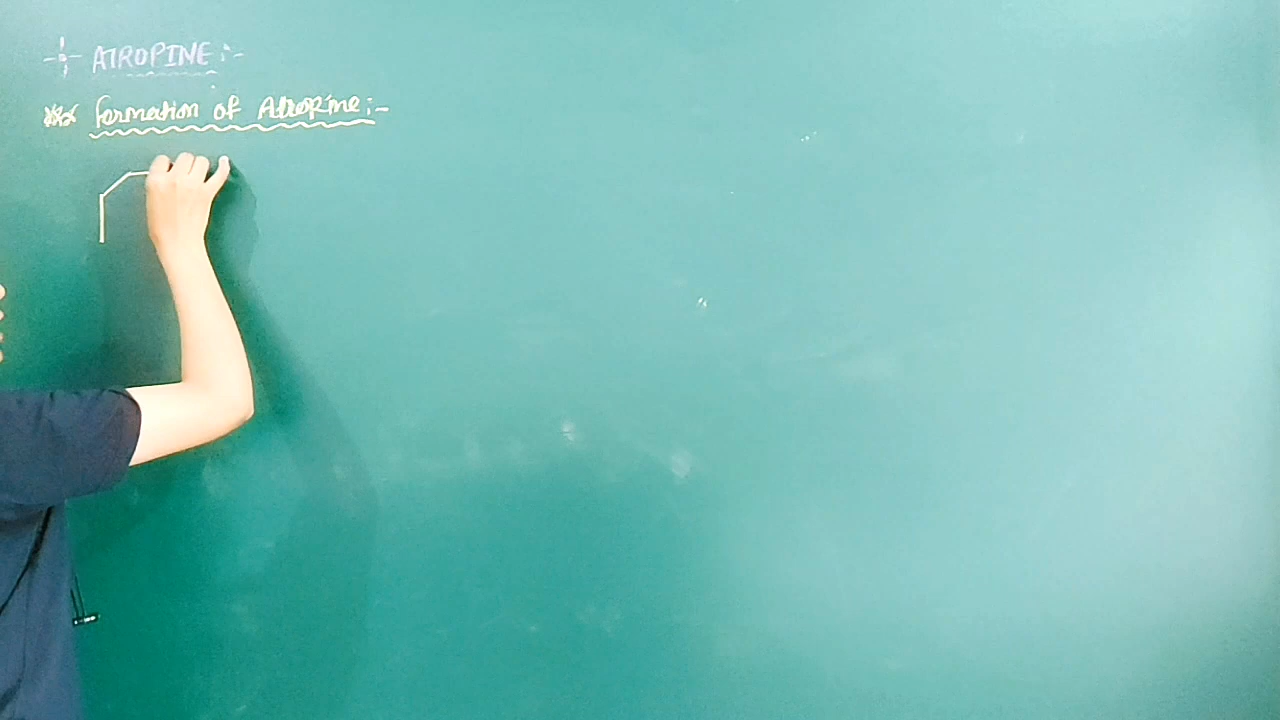 ATROPINE :-
Formation of Atropine :-